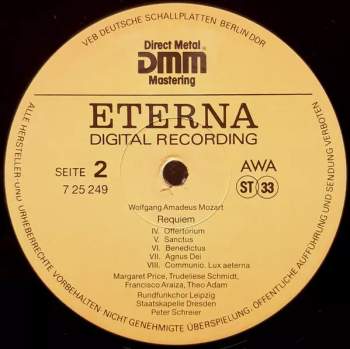 VEB DEUTSCHE SCHALLPLATTEN BERLIN DDR
Direct Metal
DMM
Mastering
ETERNA
DIGITAL RECORDING
SEITE 2
7 25 249
AWA
ST 33
Wolfgang Amadeus Mozart
Requiem
IV. Offertorium
V. Sanctus
VI. Benedictus
VII. Agnus Dei
VIII. Communio. Lux aeterna
Margaret Price, Trudeliese Schmidt,
Francisco Araiza, Theo Adam
Rundfunkchor Leipzig
Staatskapelle Dresden
Peter Schreier
ALLE HERSTELLER- UND URHEBERRECHTE VORBEHALTEN · NICHT GENEHMIGTE ÜBERSPIELUNG, ÖFFENTLICHE AUFFÜHRUNG UND SENDUNG VERBOTEN